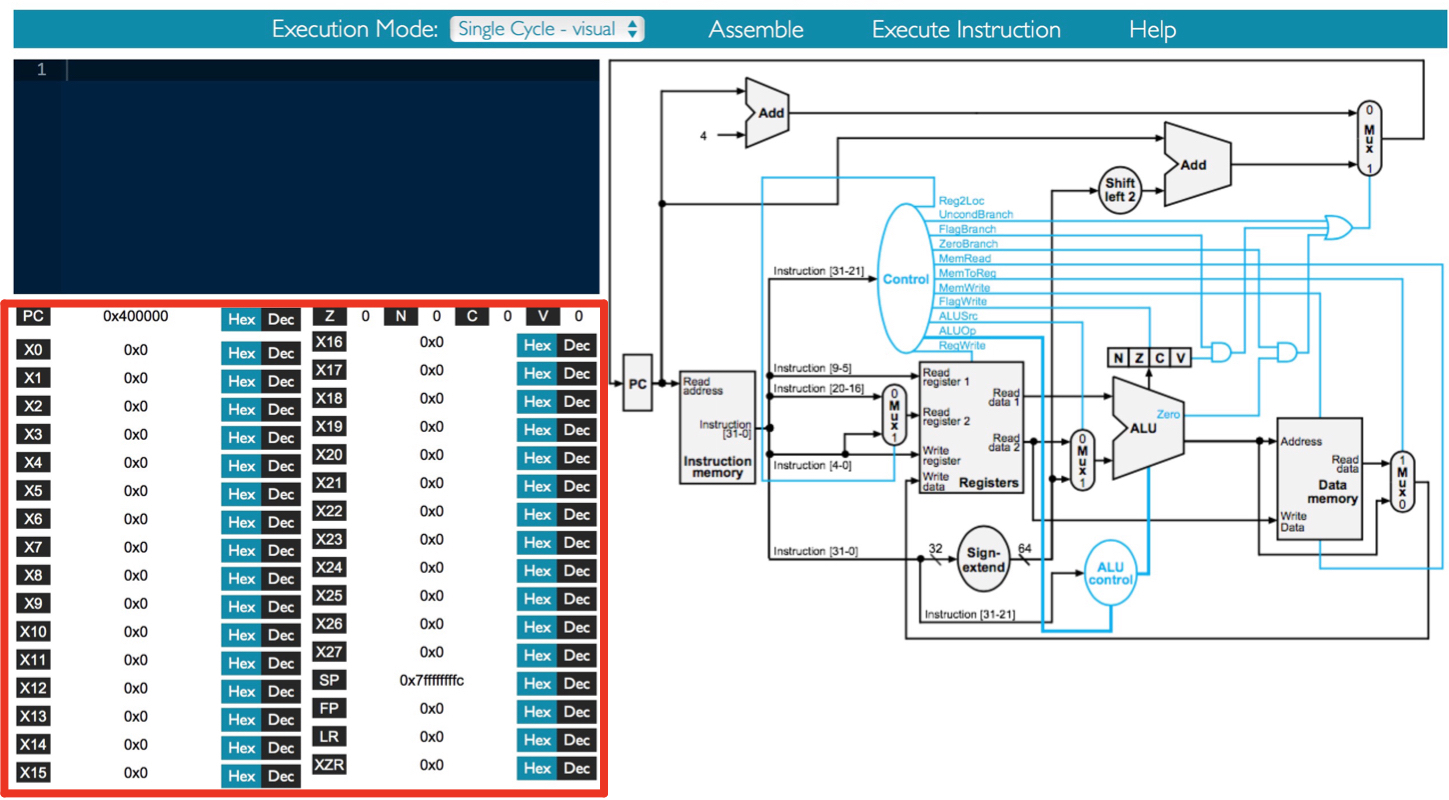 Execution Mode: Single Cycle - visual Assemble Execute Instruction Help
1
PC 0x400000 Hex Dec Z 0 N 0 C 0 V 0
X0 0x0 Hex Dec X16 0x0 Hex Dec
X1 0x0 Hex Dec X17 0x0 Hex Dec
X2 0x0 Hex Dec X18 0x0 Hex Dec
X3 0x0 Hex Dec X19 0x0 Hex Dec
X4 0x0 Hex Dec X20 0x0 Hex Dec
X5 0x0 Hex Dec X21 0x0 Hex Dec
X6 0x0 Hex Dec X22 0x0 Hex Dec
X7 0x0 Hex Dec X23 0x0 Hex Dec
X8 0x0 Hex Dec X24 0x0 Hex Dec
X9 0x0 Hex Dec X25 0x0 Hex Dec
X10 0x0 Hex Dec X26 0x0 Hex Dec
X11 0x0 Hex Dec X27 0x0 Hex Dec
X12 0x0 Hex Dec SP 0x7ffffffffc Hex Dec
X13 0x0 Hex Dec FP 0x0 Hex Dec
X14 0x0 Hex Dec LR 0x0 Hex Dec
X15 0x0 Hex Dec XZR 0x0 Hex Dec
Add
4
Add
Shift
left 2
0
Mux
1
Reg2Loc
UncondBranch
FlagBranch
ZeroBranch
MemRead
MemToReg
MemWrite
FlagWrite
ALUSrc
ALUOp
RegWrite
Control
Instruction [31-21]
Instruction [9-5]
Instruction [20-16]
Instruction [4-0]
Instruction [31-0]
Instruction [31-21]
PC
Read
address
Instruction
[31-0]
Instruction
memory
0
Mux
1
Read
register 1
Read
register 2
Write
register
Write
data
Read
data 1
Read
data 2
Registers
32
Sign-
extend
64
0
Mux
1
N Z C V
Zero
ALU
ALU
control
Address
Read
data
Data
memory
Write
Data
1
Mux
0